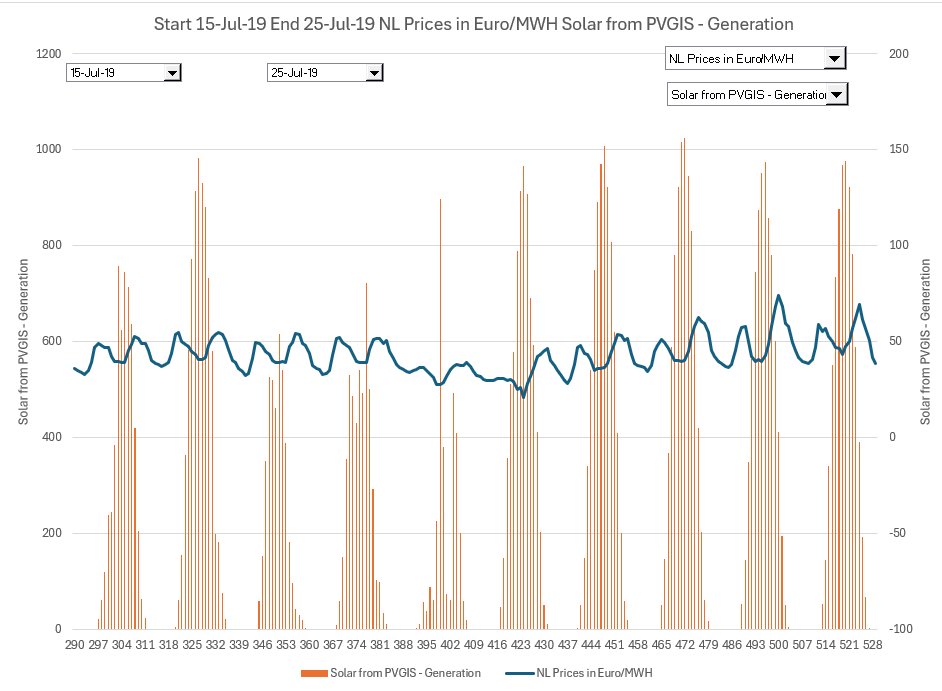 Start 15-Jul-19 End 25-Jul-19 NL Prices in Euro/MWH Solar from PVGIS - Generation
1200 200
15-Jul-19 25-Jul-19 NL Prices in Euro/MWH
Solar from PVGIS - Generation
1000 150
800 100
600 50
400 0
200 -50
0 -100
Solar from PVGIS - Generation
Solar from PVGIS - Generation
290 297 304 311 318 325 332 339 346 353 360 367 374 381 388 395 402 409 416 423 430 437 444 451 458 465 472 479 486 493 500 507 514 521 528
Solar from PVGIS - Generation NL Prices in Euro/MWH